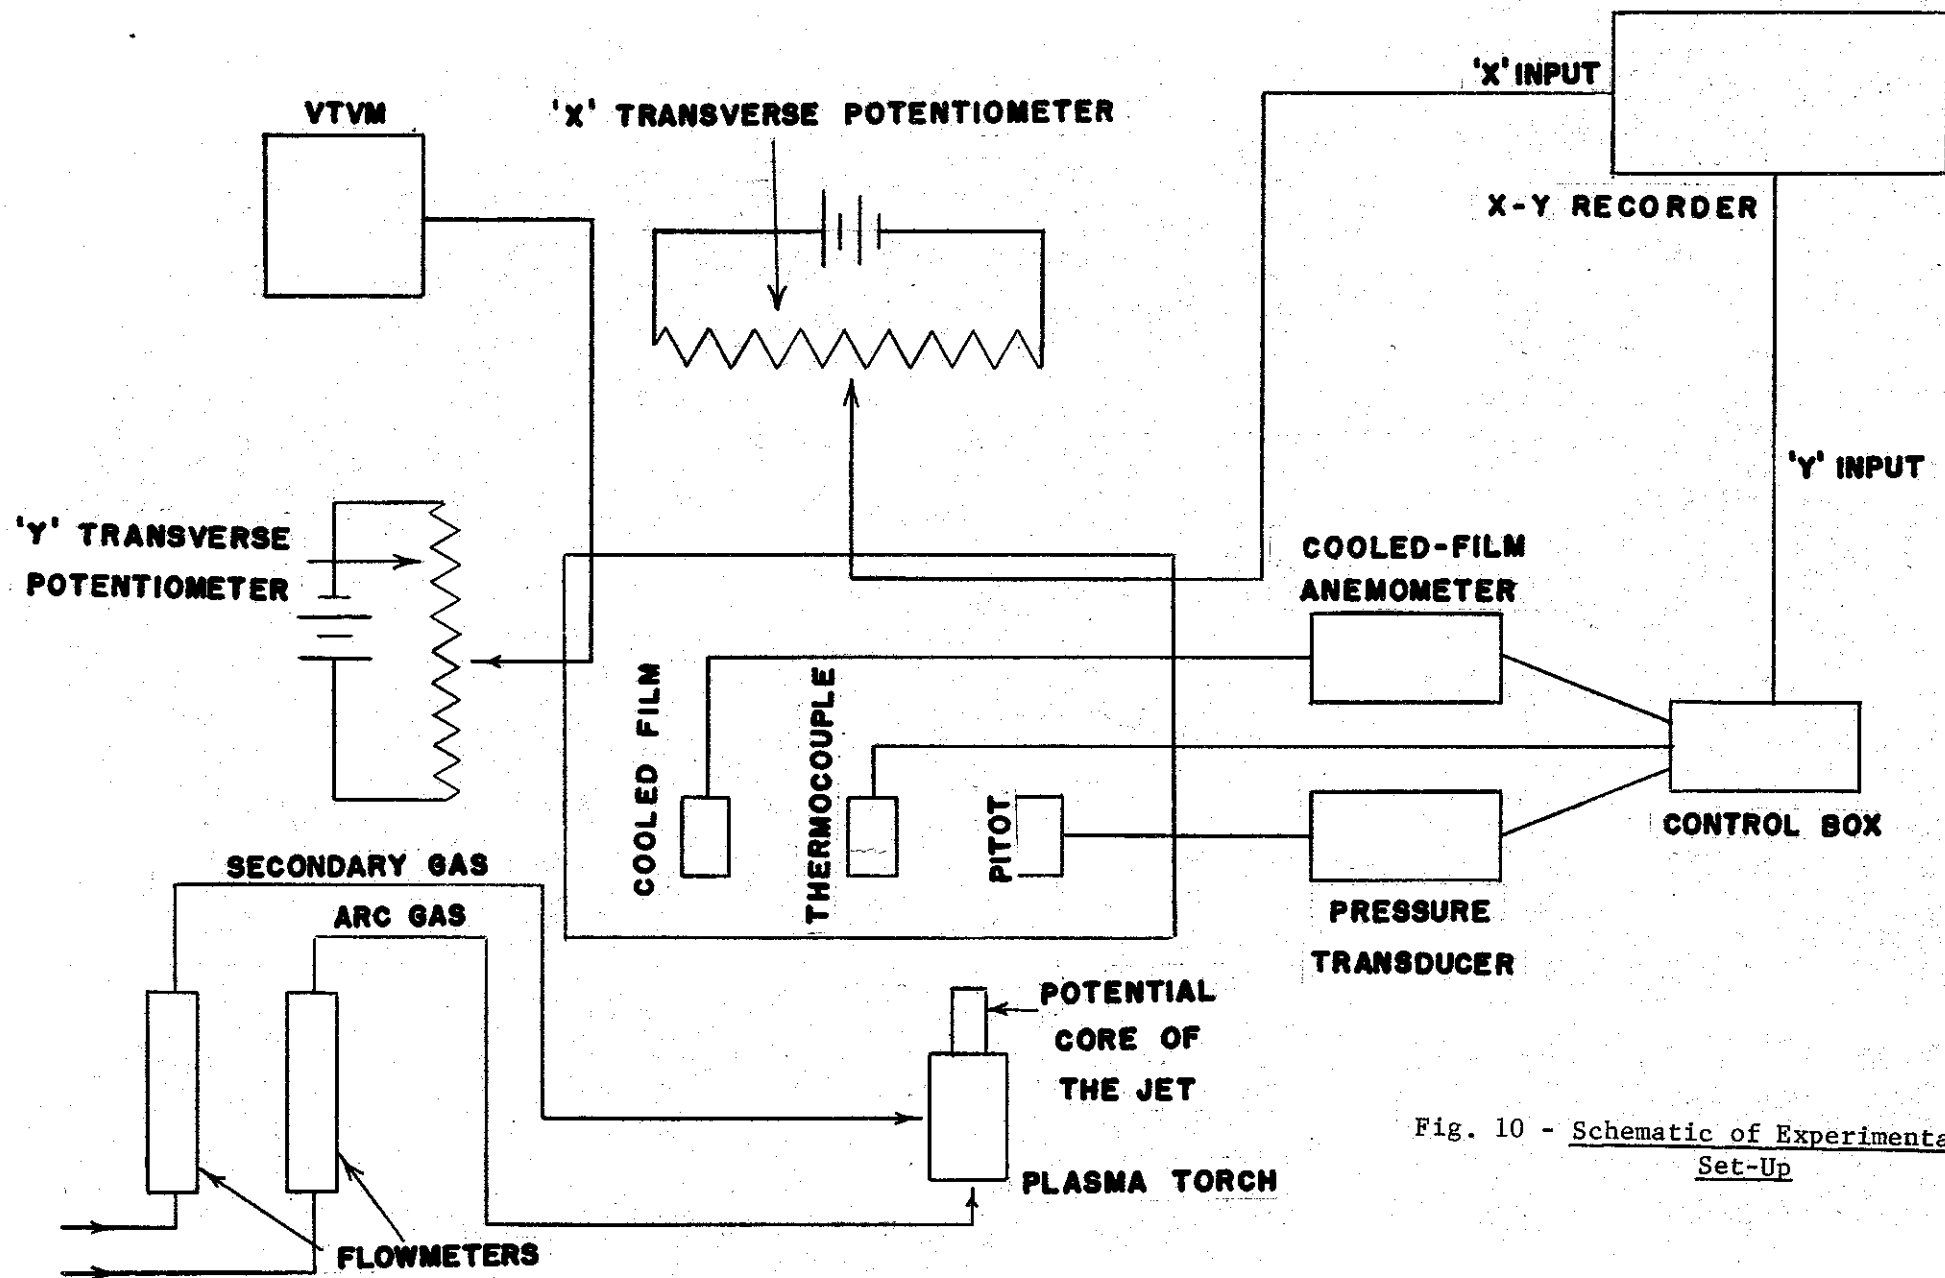 'X' INPUT
X-Y RECORDER
VTVM
'X' TRANSVERSE POTENTIOMETER
'Y' INPUT
'Y' TRANSVERSE
POTENTIOMETER
COOLED-FILM
ANEMOMETER
COOLED FILM
THERMOCOUPLE
PITOT
CONTROL BOX
PRESSURE
TRANSDUCER
SECONDARY GAS
ARC GAS
POTENTIAL
CORE OF
THE JET
PLASMA TORCH
FLOWMETERS
Fig. 10 - Schematic of Experimenta
Set-Up